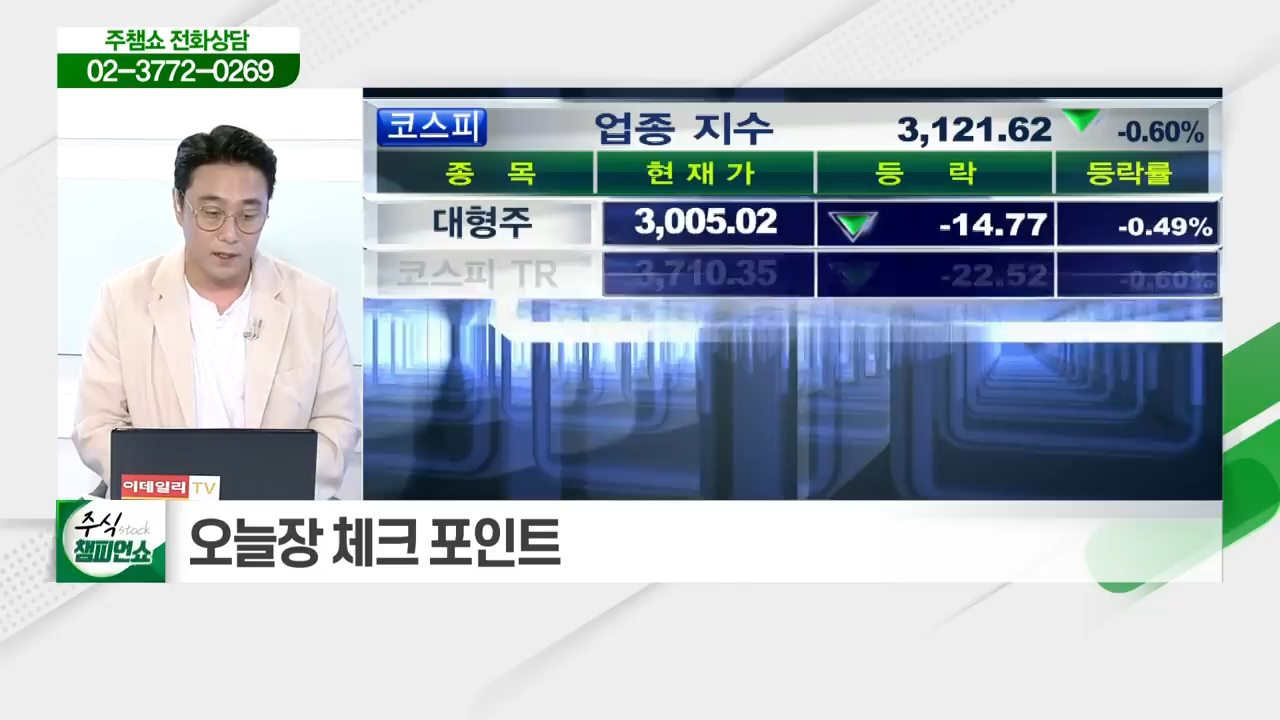 주챔쇼 전화상담
02-3772-0269
코스피 업종 지수 3,121.62 -0.60%
종 목 현 재 가 등 락 등락률
대형주 3,005.02 -14.77 -0.49%
코스피 TR 3,710.35 -22.52 -0.60%
이데일리 TV
주식 stock
챔피언쇼
오늘장 체크 포인트